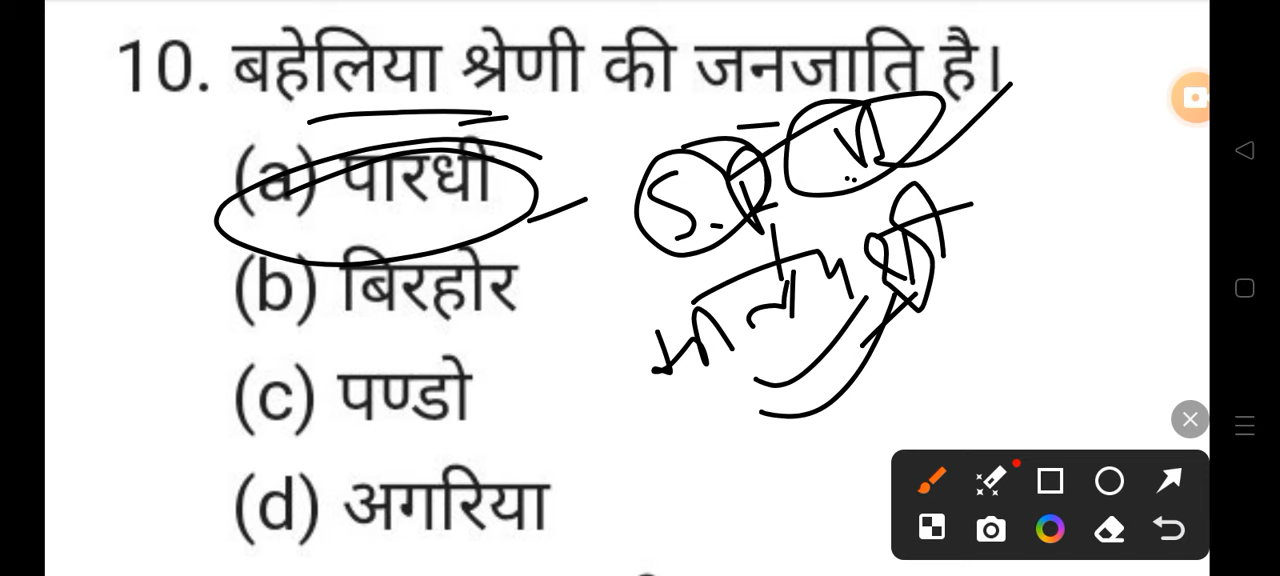 10. बहेलिया श्रेणी की जनजाति है।
(a) पारधी
(b) बिरहोर
(c) पण्डो
(d) अगरिया